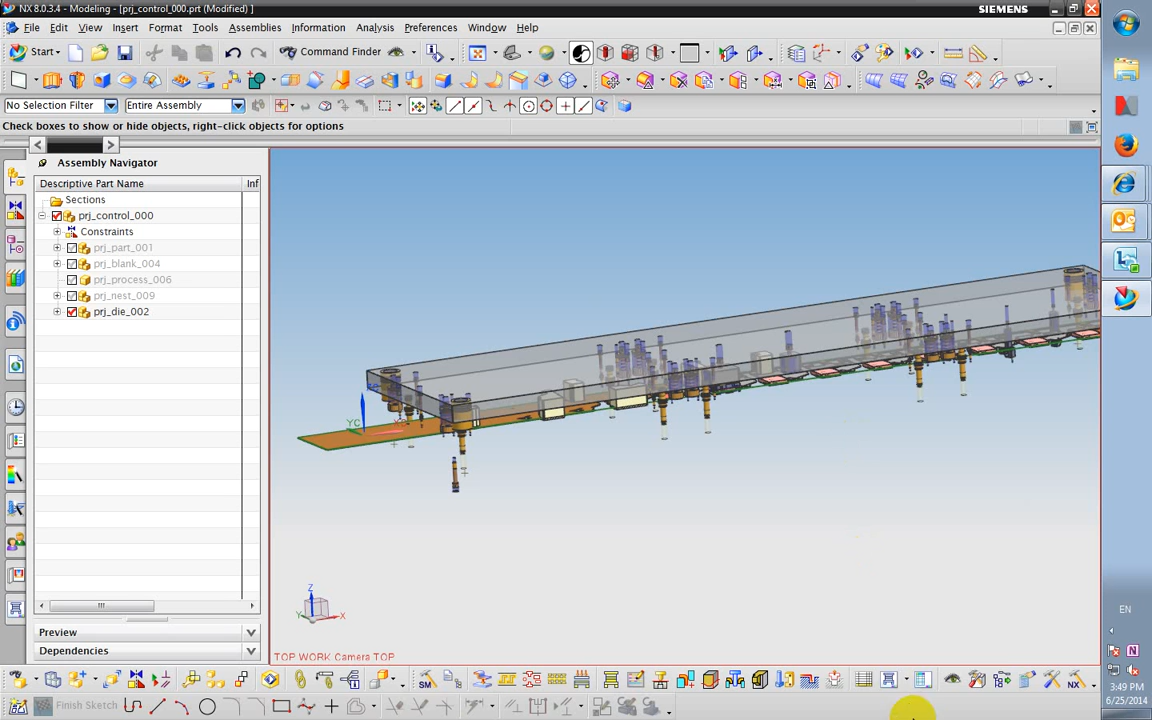 NX 8.0.3.4 - Modeling - [prj_control_000.prt (Modified) ]
SIEMENS
File Edit View Insert Format Tools Assemblies Information Analysis Preferences Window Help
Start
Command Finder
No Selection Filter
Entire Assembly
Check boxes to show or hide objects, right-click objects for options
Assembly Navigator
Descriptive Part Name
Inf
Sections
prj_control_000
Constraints
prj_part_001
prj_blank_004
prj_process_006
prj_nest_009
prj_die_002
YC
Z
Y
X
TOP WORK Camera TOP
Preview
Dependencies
SM
NX
Finish Sketch
EN
N
3:49 PM
6/25/2014